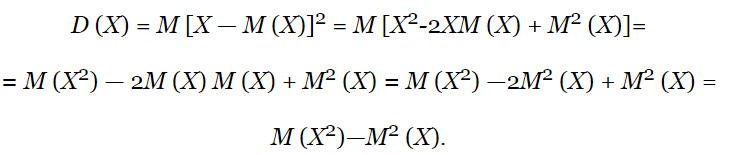 D (X) = M [X — M (X)]² = M [X²-2XM (X) + M² (X)]=
= M (X²) — 2M (X) M (X) + M² (X) = M (X²) —2M² (X) + M² (X) =
M (X²)—M² (X).